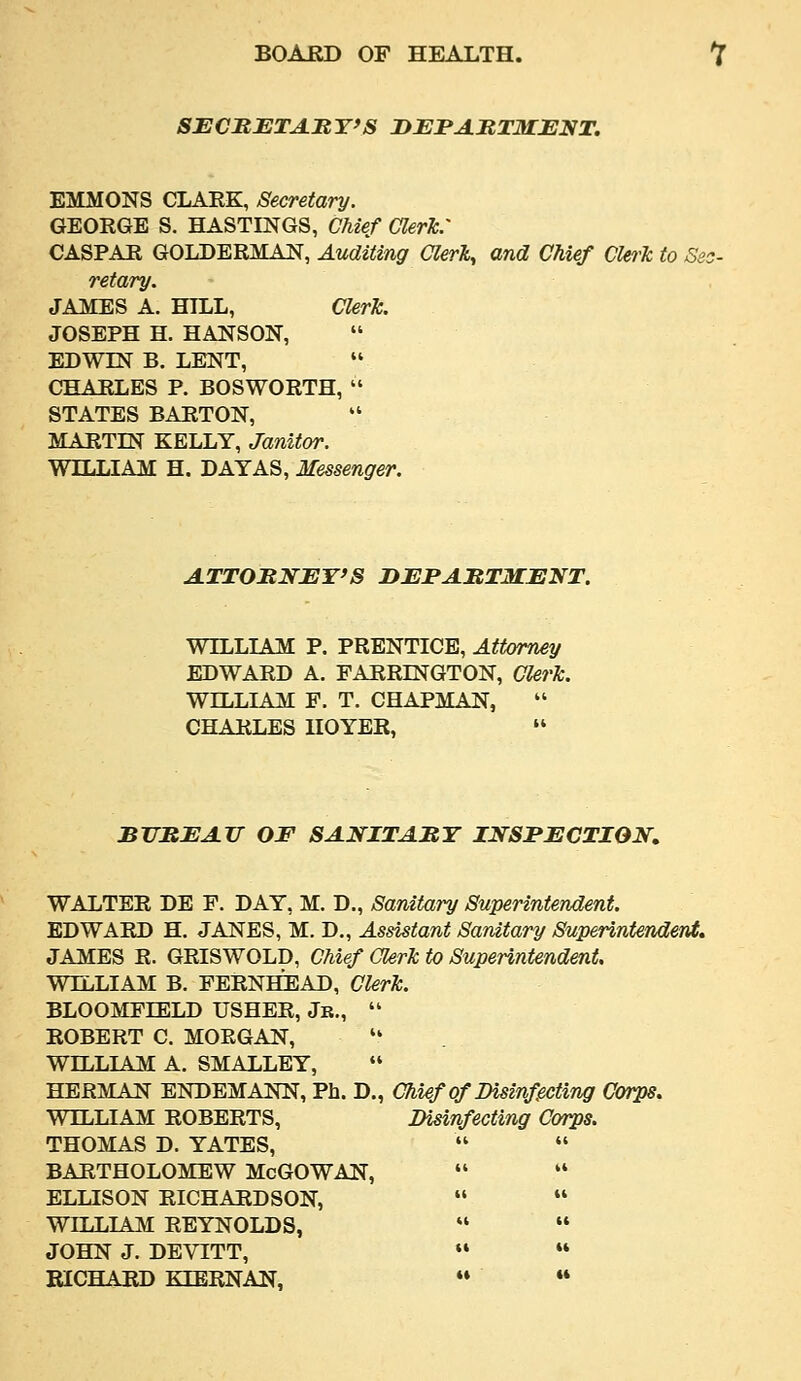 BOARD OF HEALTH. 7
SECRETARY'S DEPARTMENT.
EMMONS CLARK, Secretary.
GEORGE S. HASTINGS, Chief Clerk.
CASPAR GOLDERMAN, Auditing Clerk, and Chief Clerk to Sec-
retary.
JAMES A. HILL, Clerk.
JOSEPH H. HANSON, "
EDWIN B. LENT, "
CHARLES P. BOSWORTH, "
STATES BARTON, "
MARTIN KELLY, Janitor.
WILLIAM H. DAYAS, Messenger.
ATTORNEY'S DEPARTMENT.
WILLIAM P. PRENTICE, Attorney
EDWARD A. FARRINGTON, Clerk.
WILLIAM F. T. CHAPMAN, "
CHARLES HOYER, "
BUREAU OF SANITARY INSPECTION.
WALTER DE F. DAY, M. D., Sanitary Superintendent.
EDWARD H. JANES, M. D., Assistant Sanitary Superintendent.
JAMES R. GRISWOLD, Chief Clerk to Superintendent.
WILLIAM B. FERNHEAD, Clerk.
BLOOMFIELD USHER, JR., "
ROBERT C. MORGAN, "
WILLIAM A. SMALLEY, "
HERMAN ENDEMANN, Ph. D., Chief of Disinfecting Corps.
WILLIAM ROBERTS, Disinfecting Corps.
THOMAS D. YATES, " "
BARTHOLOMEW McGOWAN, " "
ELLISON RICHARDSON, " "
WILLIAM REYNOLDS, " "
JOHN J. DEVITT, " "
RICHARD KIERNAN, " "